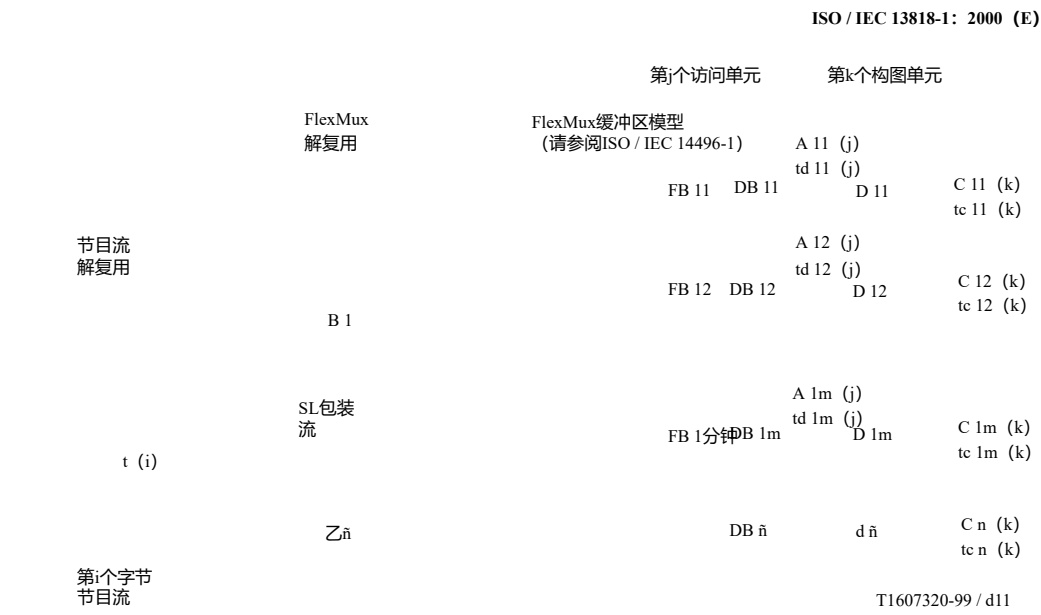 ISO / IEC 13818-1：2000（E）
第j个访问单元
第k个构图单元
FlexMux
解复用
FlexMux缓冲区模型
（请参阅ISO / IEC 14496-1）
A 11（j）
td 11（j）
FB 11
DB 11
D 11
C 11（k）
tc 11（k）
节目流
解复用
A 12（j）
td 12（j）
FB 12
DB 12
D 12
C 12（k）
tc 12（k）
B 1
SL包装
流
A 1m（j）
td 1m（j）
FB 1分钟
DB 1m
D 1m
C 1m（k）
tc 1m（k）
t（i）
乙ñ
DB ñ
d ñ
C n（k）
tc n（k）
第i个字节
节目流
T1607320-99 / d11